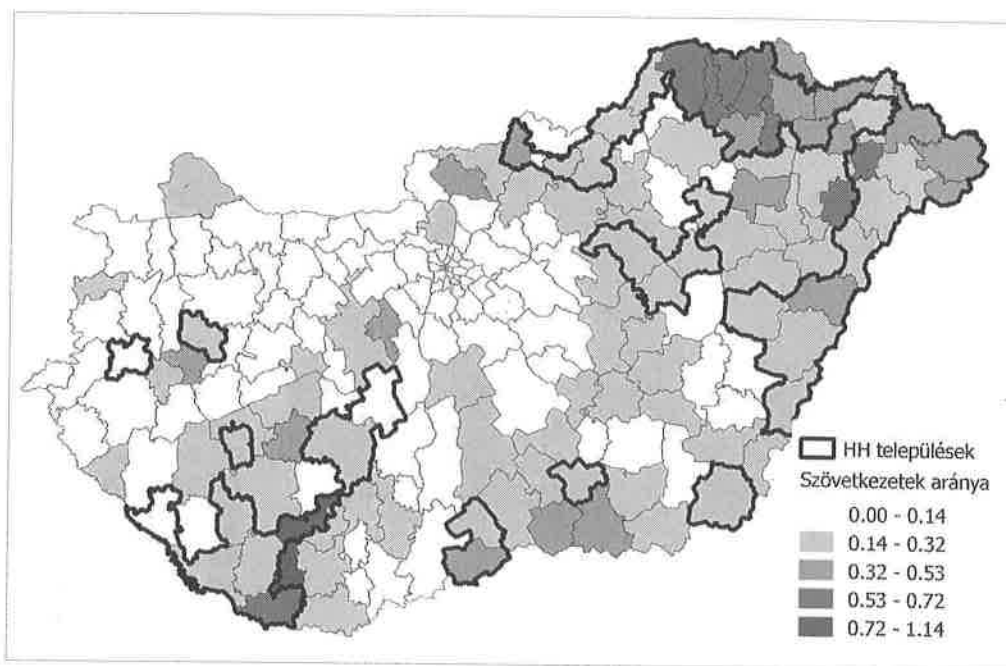 HH települések
Szövetkezetek aránya
0.00 - 0.14
0.14 - 0.32
0.32 - 0.53
0.53 - 0.72
0.72 - 1.14